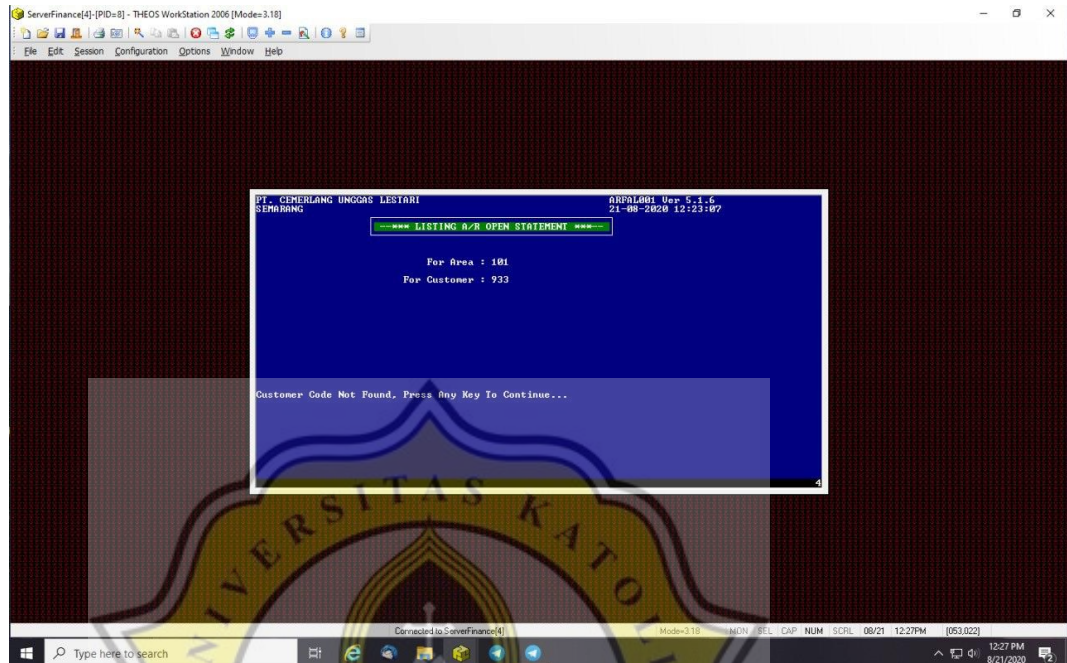 ServerFinance[4]-[PID=8] - THEOS WorkStation 2006 [Mode=3.18]
File Edit Session Configuration Options Window Help
PT. CEMERLANG UNGGAS LESTARI ARFAL001 Ver 5.1.6
SEMARANG 21-08-2020 12:23:07
--*** LISTING A/R OPEN STATEMENT ***--
For Area : 101
For Customer : 933
Customer Code Not Found, Press Any Key To Continue...
4
VERSITAS KATOL
Connected to ServerFinance[4] Mode=3.18 MON SEL CAP NUM SCRL 08/21 12:27PM [053,022]
Type here to search 12:27 PM
8/21/2020
2